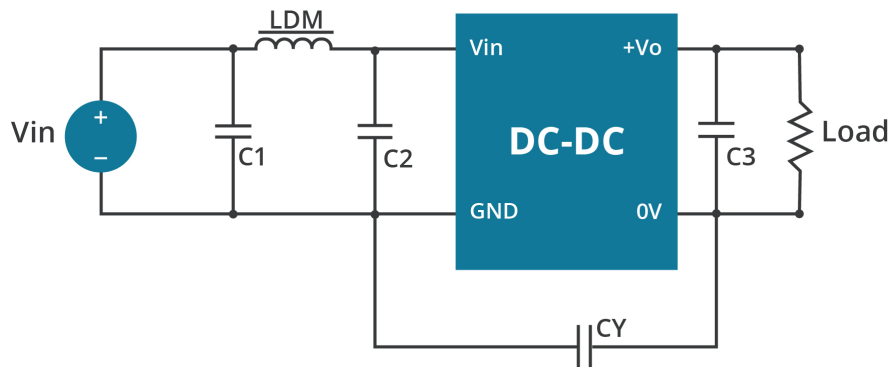 LDM
Vin
+
−
C1
C2
Vin
+Vo
DC-DC
GND
0V
C3
Load
CY